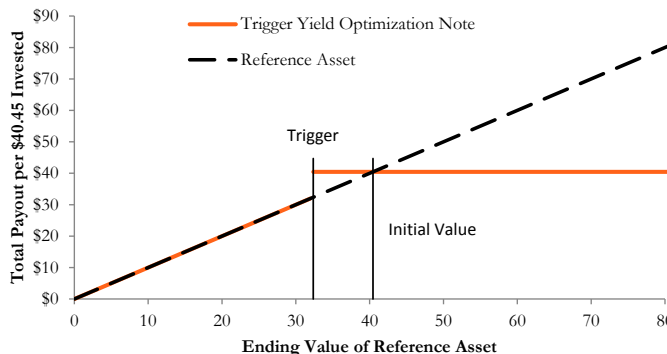 $90
$80
$70
$60
$50
$40
$30
$20
$10
$0
Total Payout per $40.45 Invested
Trigger Yield Optimization Note
Reference Asset
Trigger
Initial Value
0 10 20 30 40 50 60 70 80
Ending Value of Reference Asset